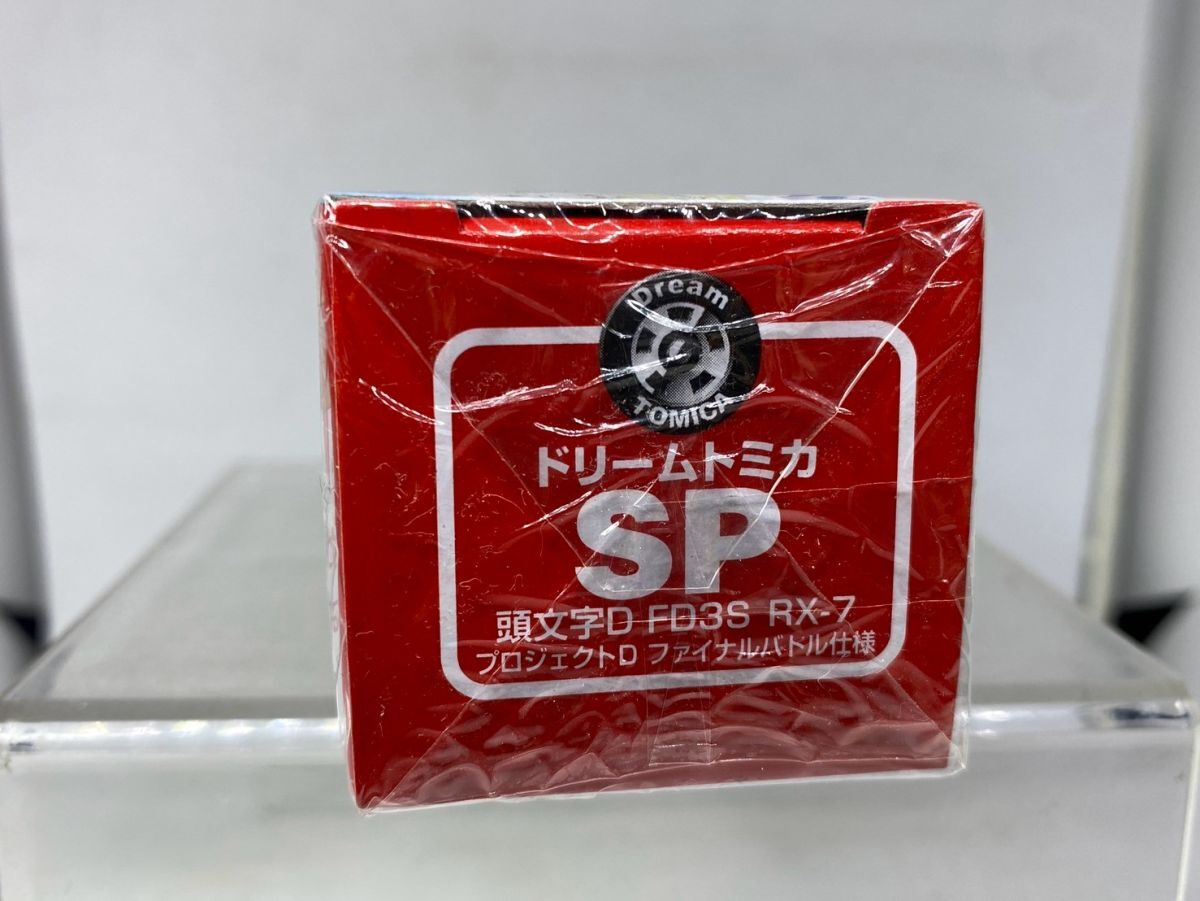 Dream
TOMICA
ドリームトミカ
SP
頭文字D FD3S RX-7
プロジェクトD ファイナルバトル仕様